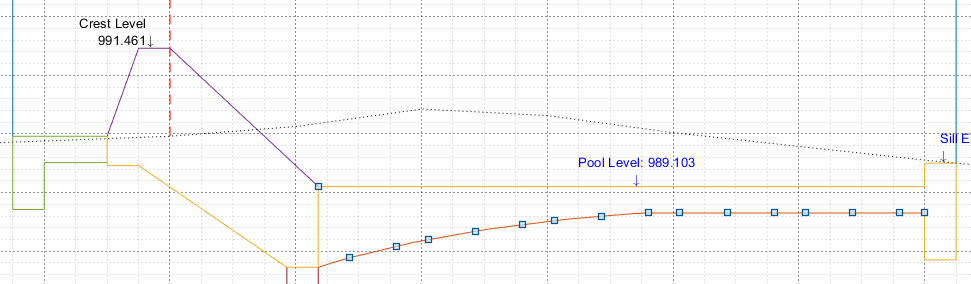 Crest Level
991.461↓
Sill E
Pool Level: 989.103
↓
↓